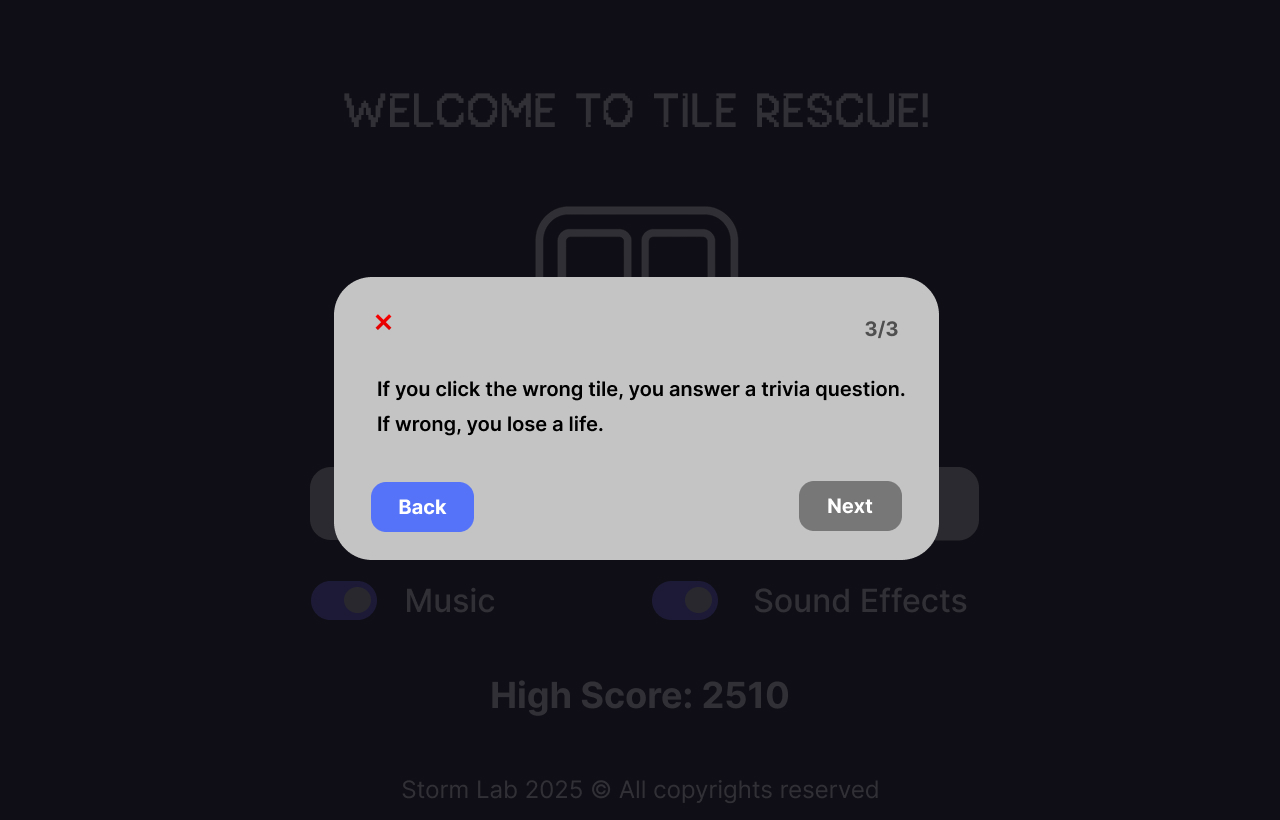 WELCOME TO TILE RESCUE!
3/3
If you click the wrong tile, you answer a trivia question.
If wrong, you lose a life.
Back
Next
Music
Sound Effects
High Score: 2510
Storm Lab 2025 © All copyrights reserved